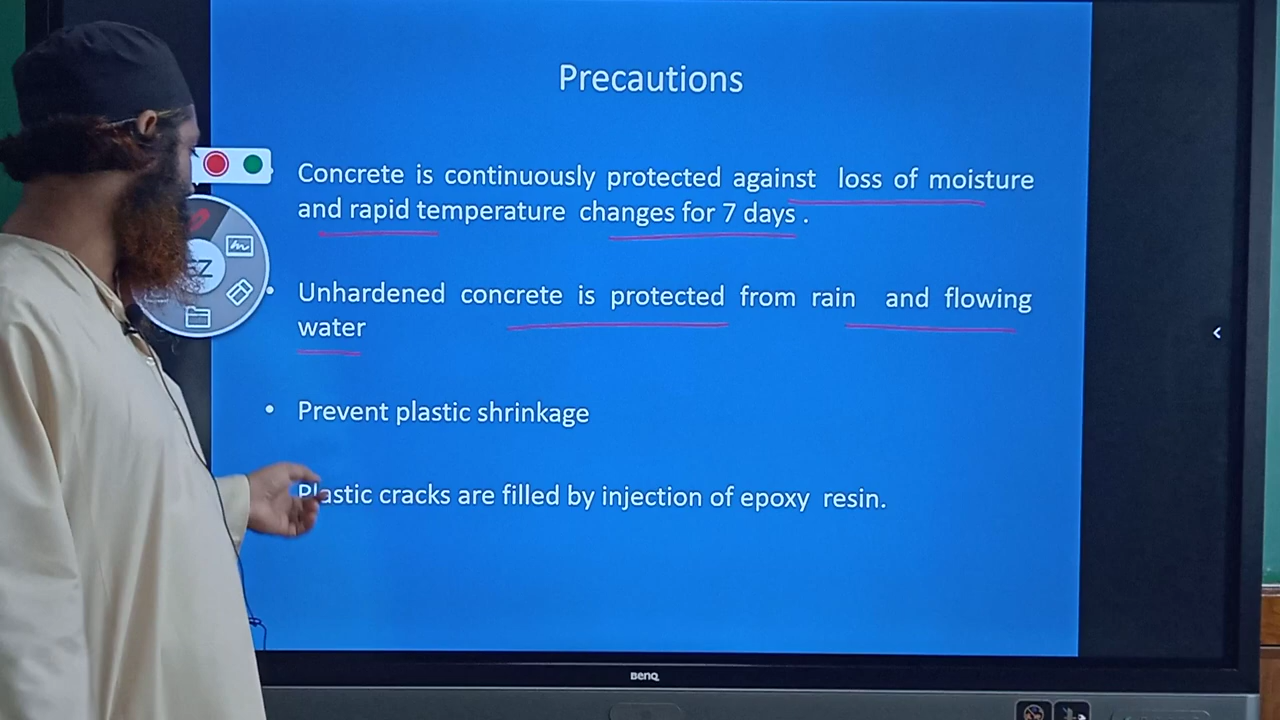 Precautions
Concrete is continuously protected against loss of moisture
and rapid temperature changes for 7 days .
• Unhardened concrete is protected from rain and flowing
water
• Prevent plastic shrinkage
Plastic cracks are filled by injection of epoxy resin.
EZ
BenQ